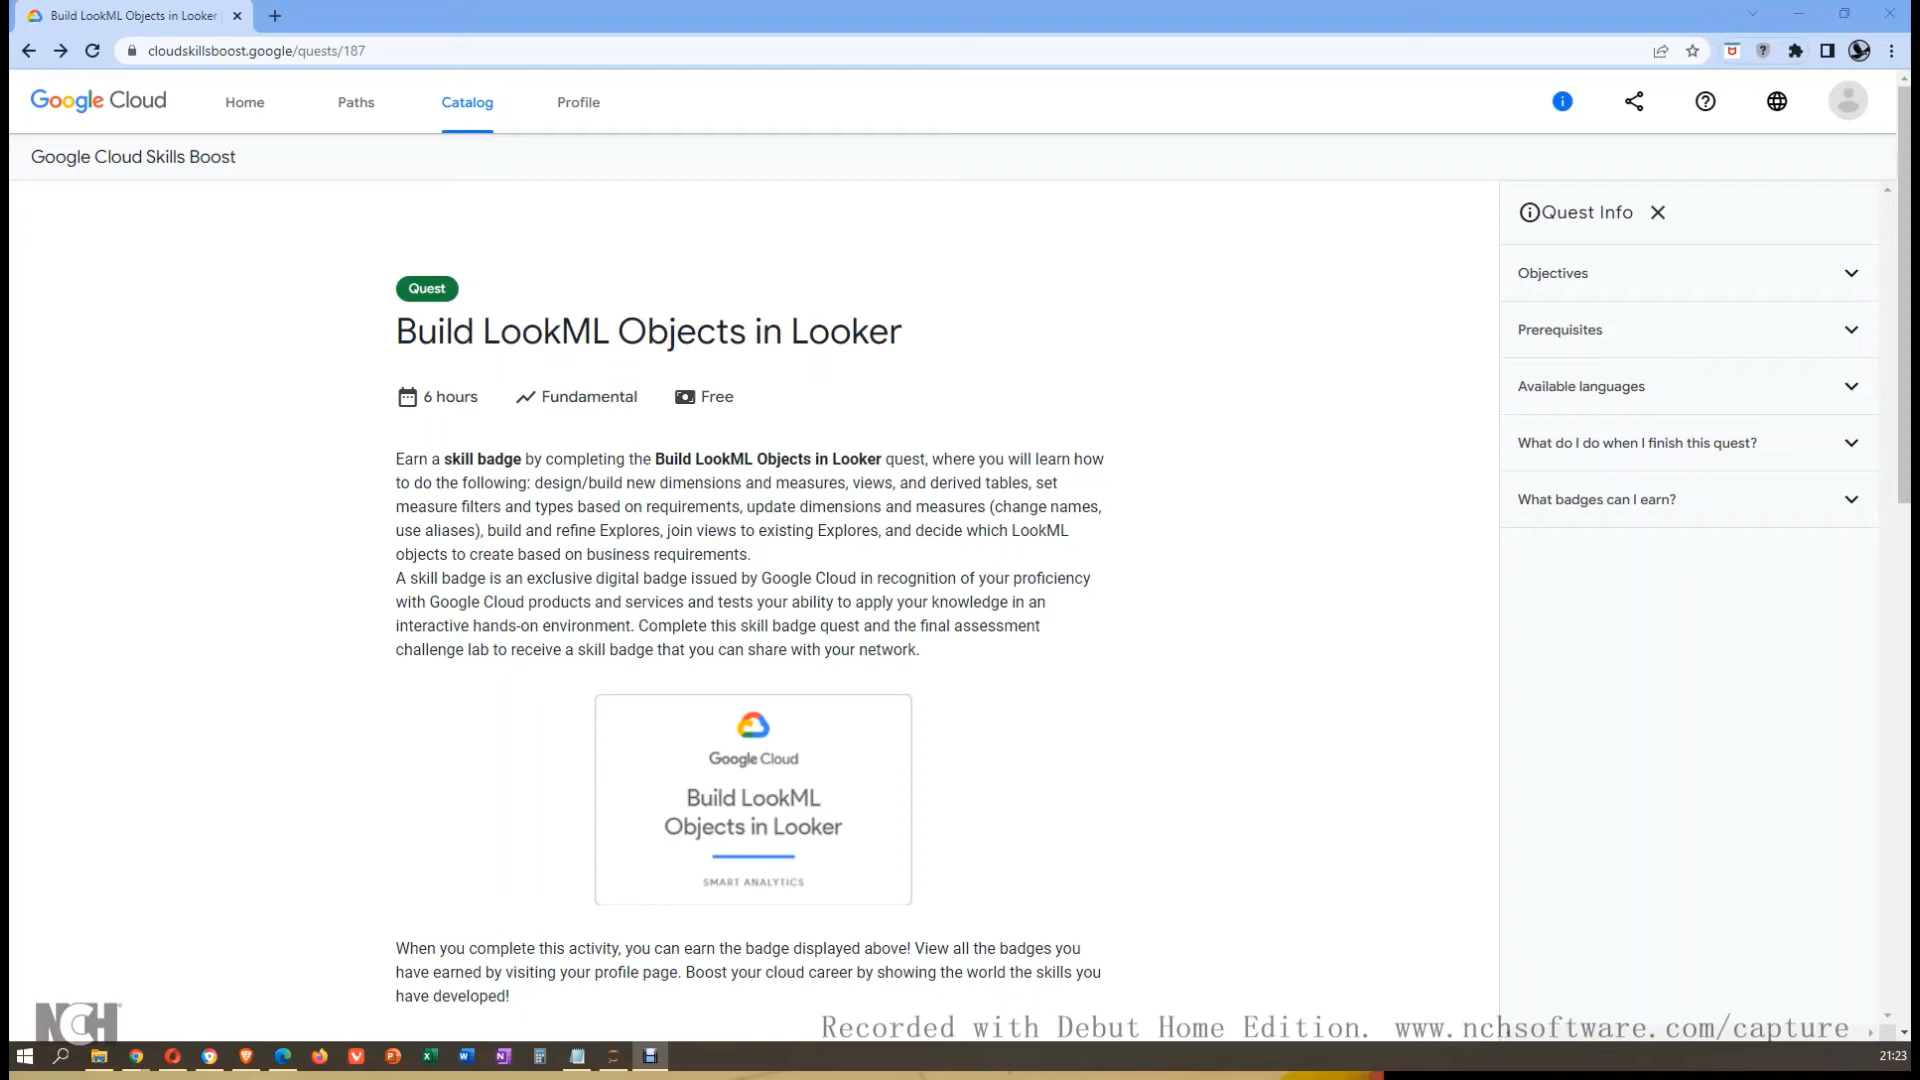 Build LookML Objects in Looker
cloudskillsboost.google/quests/187
Google Cloud
Home
Paths
Catalog
Profile
Google Cloud Skills Boost
Quest Info
Objectives
Prerequisites
Available languages
What do I do when I finish this quest?
What badges can I earn?
Quest
Build LookML Objects in Looker
6 hours
Fundamental
Free
Earn a skill badge by completing the Build LookML Objects in Looker quest, where you will learn how
to do the following: design/build new dimensions and measures, views, and derived tables, set
measure filters and types based on requirements, update dimensions and measures (change names,
use aliases), build and refine Explores, join views to existing Explores, and decide which LookML
objects to create based on business requirements.
A skill badge is an exclusive digital badge issued by Google Cloud in recognition of your proficiency
with Google Cloud products and services and tests your ability to apply your knowledge in an
interactive hands-on environment. Complete this skill badge quest and the final assessment
challenge lab to receive a skill badge that you can share with your network.
Google Cloud
Build LookML
Objects in Looker
SMART ANALYTICS
When you complete this activity, you can earn the badge displayed above! View all the badges you
have earned by visiting your profile page. Boost your cloud career by showing the world the skills you
have developed!
NCH
Recorded with Debut Home Edition. www.nchsoftware.com/capture
21:23